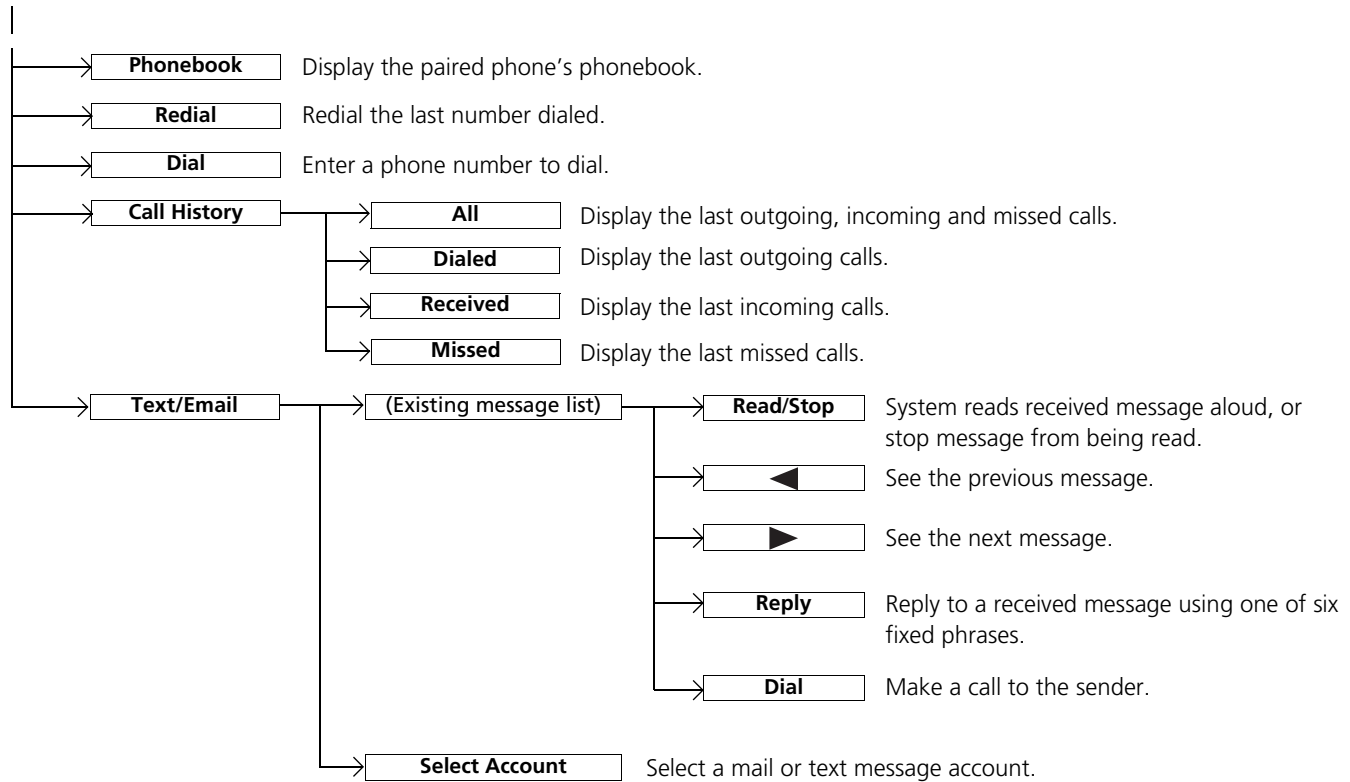 Phonebook Display the paired phone's phonebook.
Redial Redial the last number dialed.
Dial Enter a phone number to dial.
Call History All Display the last outgoing, incoming and missed calls.
Dialed Display the last outgoing calls.
Received Display the last incoming calls.
Missed Display the last missed calls.
Text/Email (Existing message list) Read/Stop System reads received message aloud, or
stop message from being read.
◀ See the previous message.
▶ See the next message.
Reply Reply to a received message using one of six
fixed phrases.
Dial Make a call to the sender.
Select Account Select a mail or text message account.